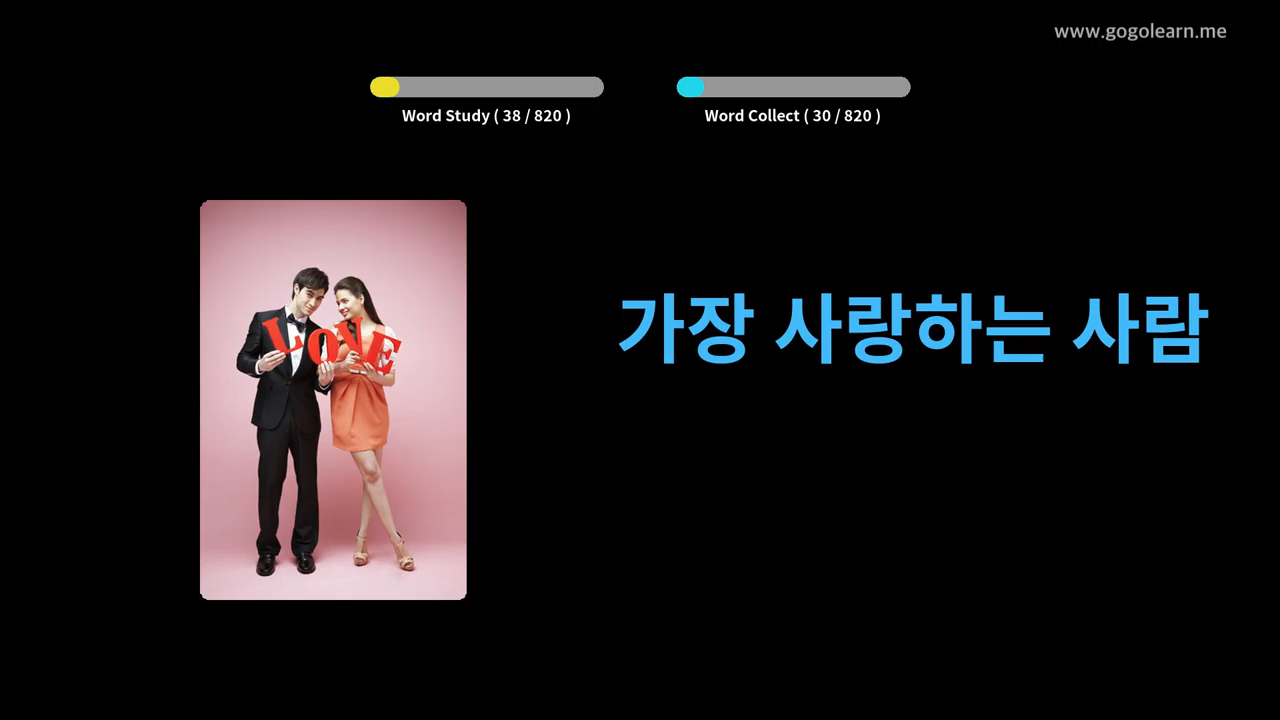 www.gogolearn.me
Word Study ( 38 / 820 )
Word Collect ( 30 / 820 )
LOVE
가장 사랑하는 사람